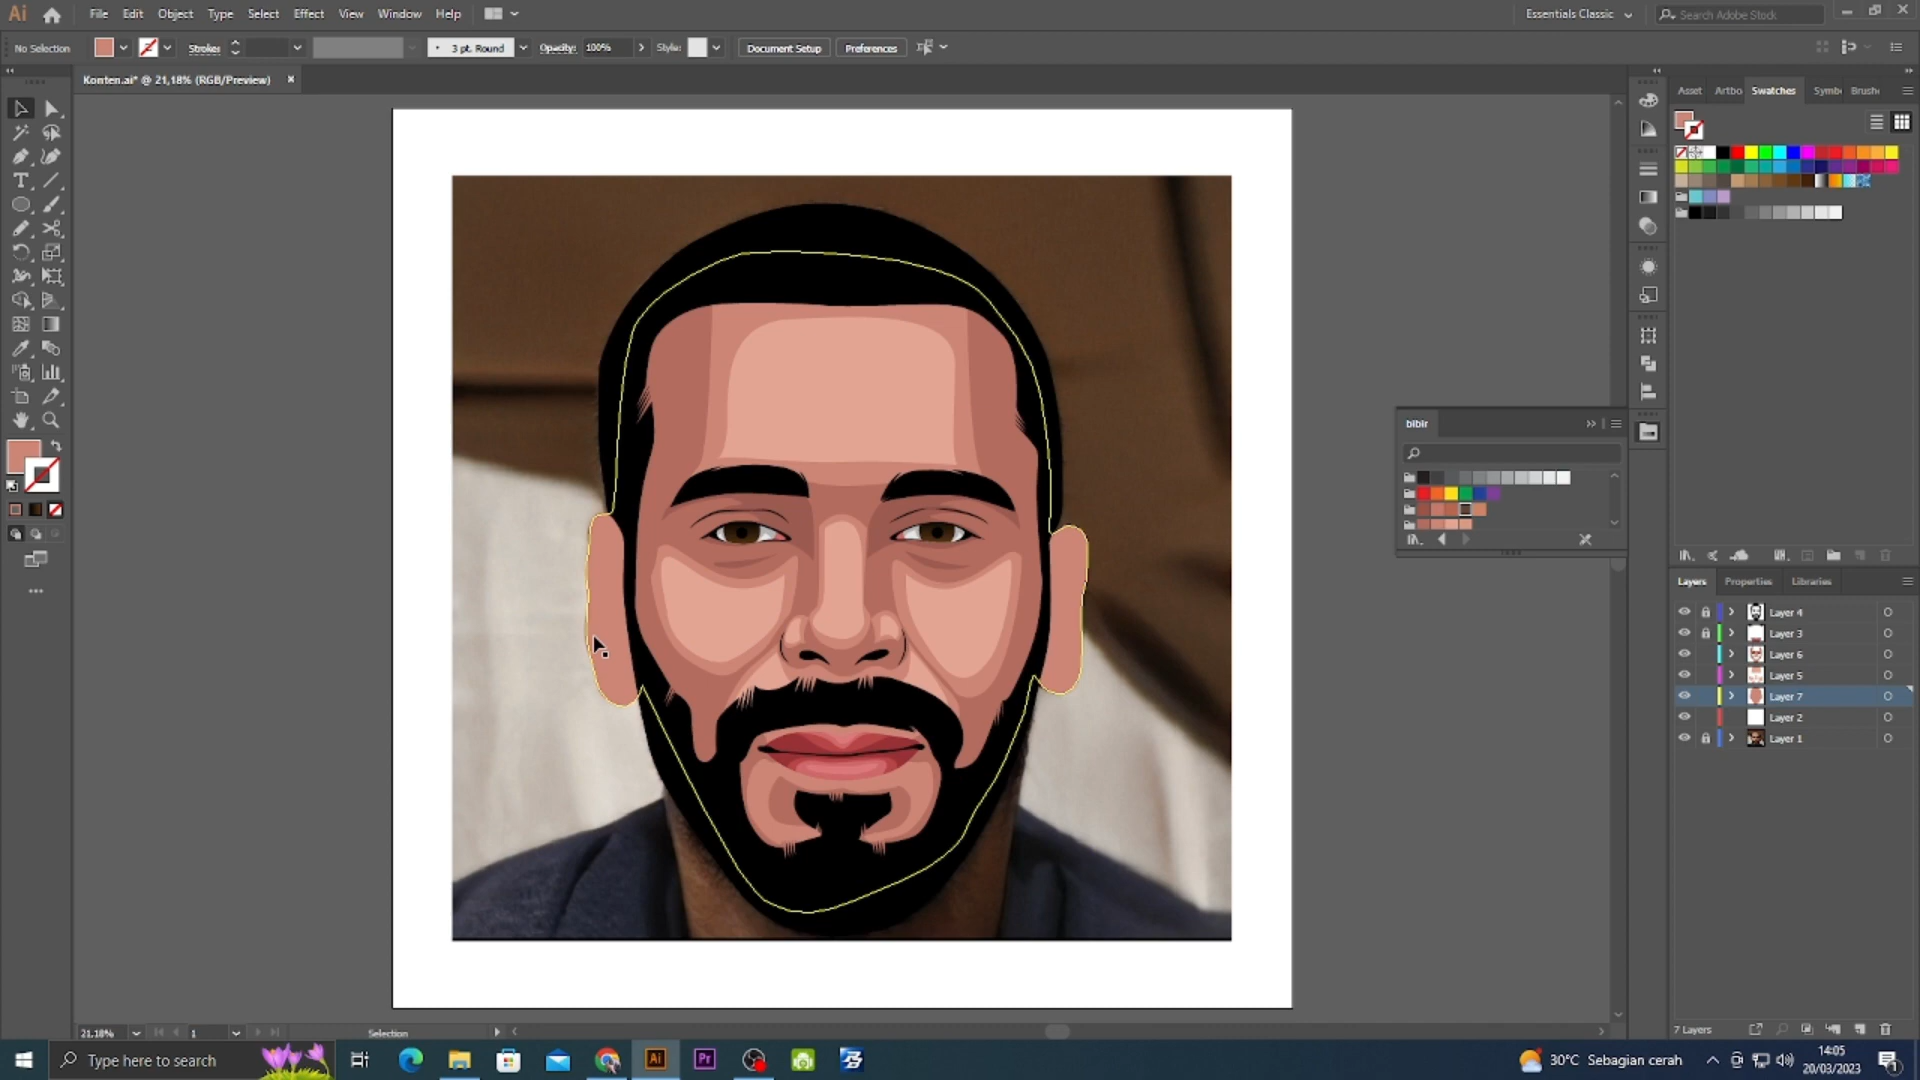 Ai File Edit Object Type Select Effect View Window Help Essentials Classic Search Adobe Stock
No Selection Stroke: 3 pt. Round Opacity: 100% Style: Document Setup Preferences
Konten.ai* @ 21,18% (RGB/Preview)
Asset Artbo Swatches Symb Brush
bibir
Layers Properties Libraries
Layer 4
Layer 3
Layer 6
Layer 5
Layer 7
Layer 2
Layer 1
21.18% 1 Selection 7 Layers
Type here to search Ai Pr 30°C Sebagian cerah 14:05
20/03/2023